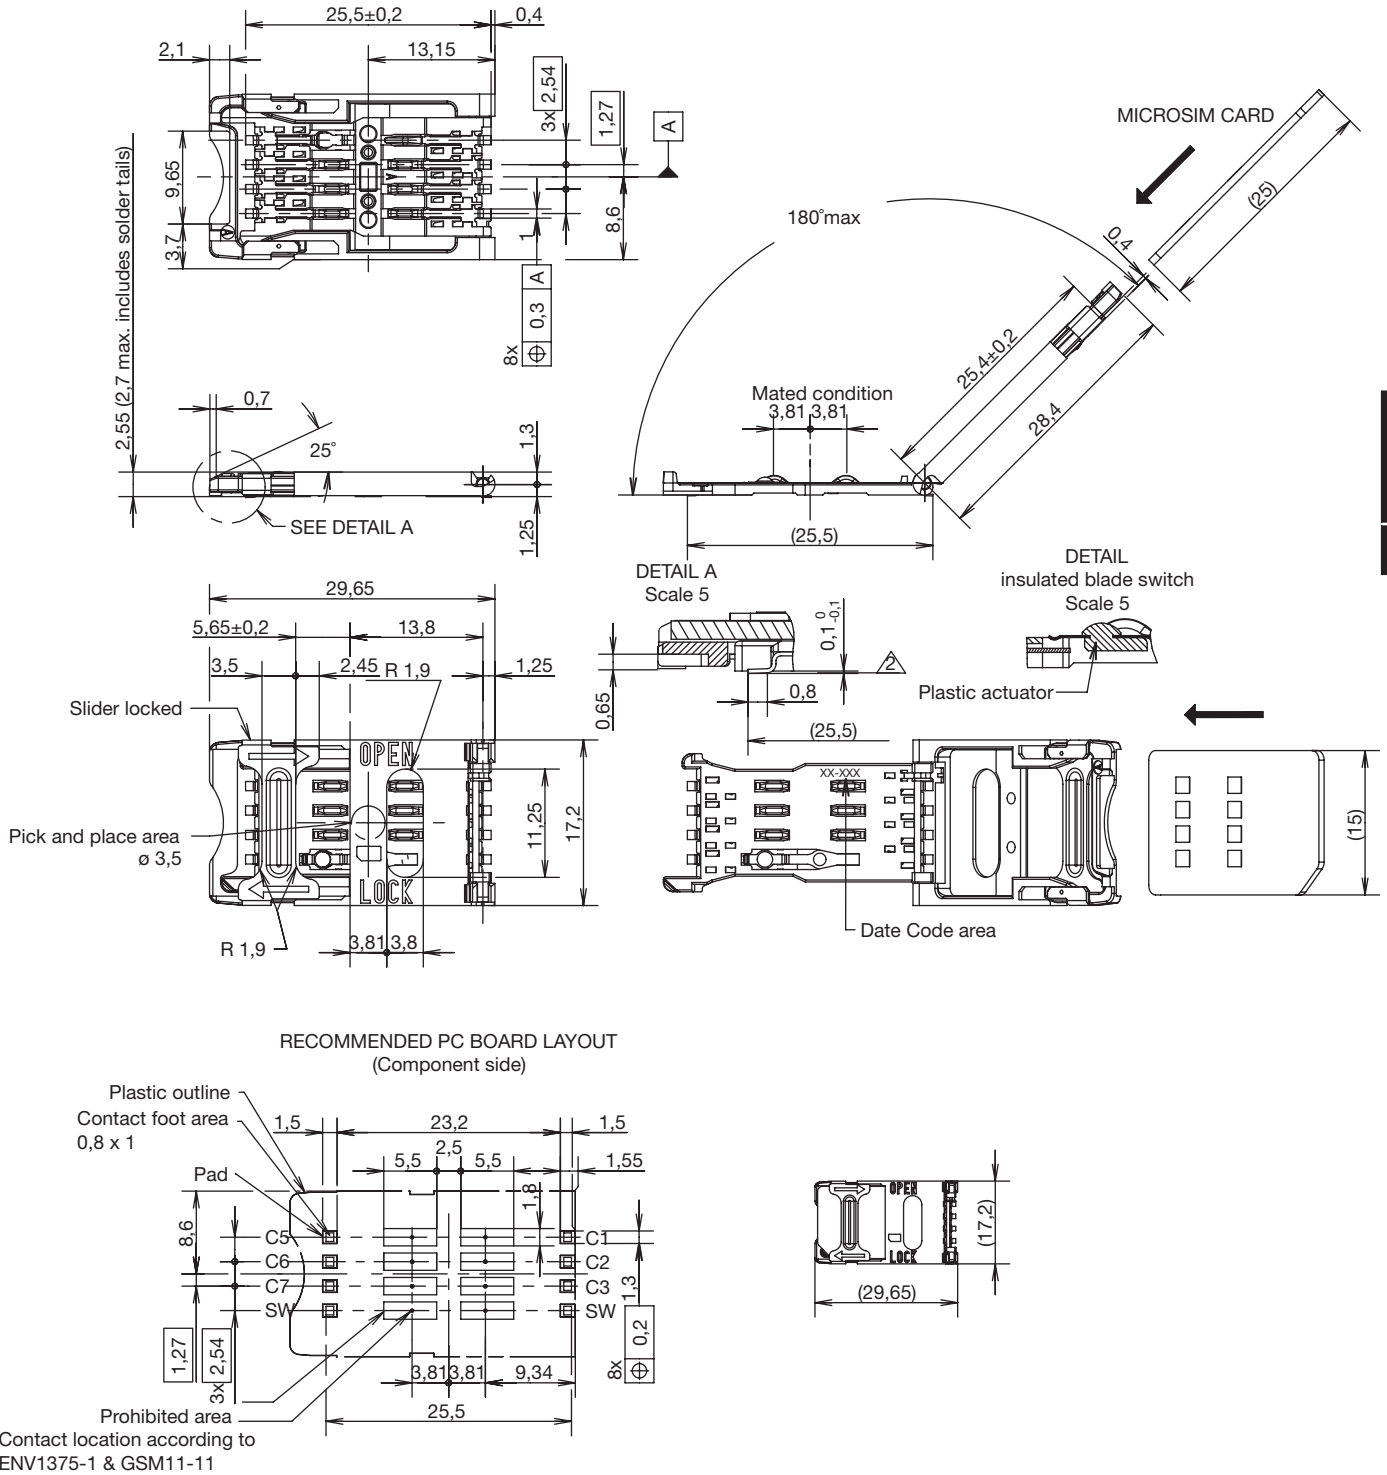 25,5±0,2
0,4
2,1
13,15
3x 2,54
1,27
A
9,65
3,7
8,6
1
A
0,3
8x
2,55 (2,7 max. includes solder tails)
A
MICROSIM CARD
(25)
180°max
0,4
25,4±0,2
28,4
Mated condition
3,81 3,81
(25,5)
0,7
25°
1,3
1,25
SEE DETAIL A
DETAIL A
Scale 5
0,1 0 -0,1
2
0,65
0,8
(25,5)
DETAIL
insulated blade switch
Scale 5
Plastic actuator
29,65
5,65±0,2
13,8
3,5
2,45
R 1,9
1,25
Slider locked
OPEN
Pick and place area
ø 3,5
11,25
17,2
LOCK
R 1,9
3,81 3,8
XX-XXX
Date Code area
(15)
RECOMMENDED PC BOARD LAYOUT
(Component side)
Plastic outline
Contact foot area
0,8 x 1
Pad
1,5
23,2
1,5
2,5
5,5
5,5
1,55
1,8
8,6
C5
C1
C6
C2
C7
C3
SW
SW
1,3
1,27
3x 2,54
0,2
8x
3,81 3,81
9,34
25,5
Prohibited area
Contact location according to
ENV1375-1 & GSM11-11
OPEN
LOCK
(17,2)
(29,65)